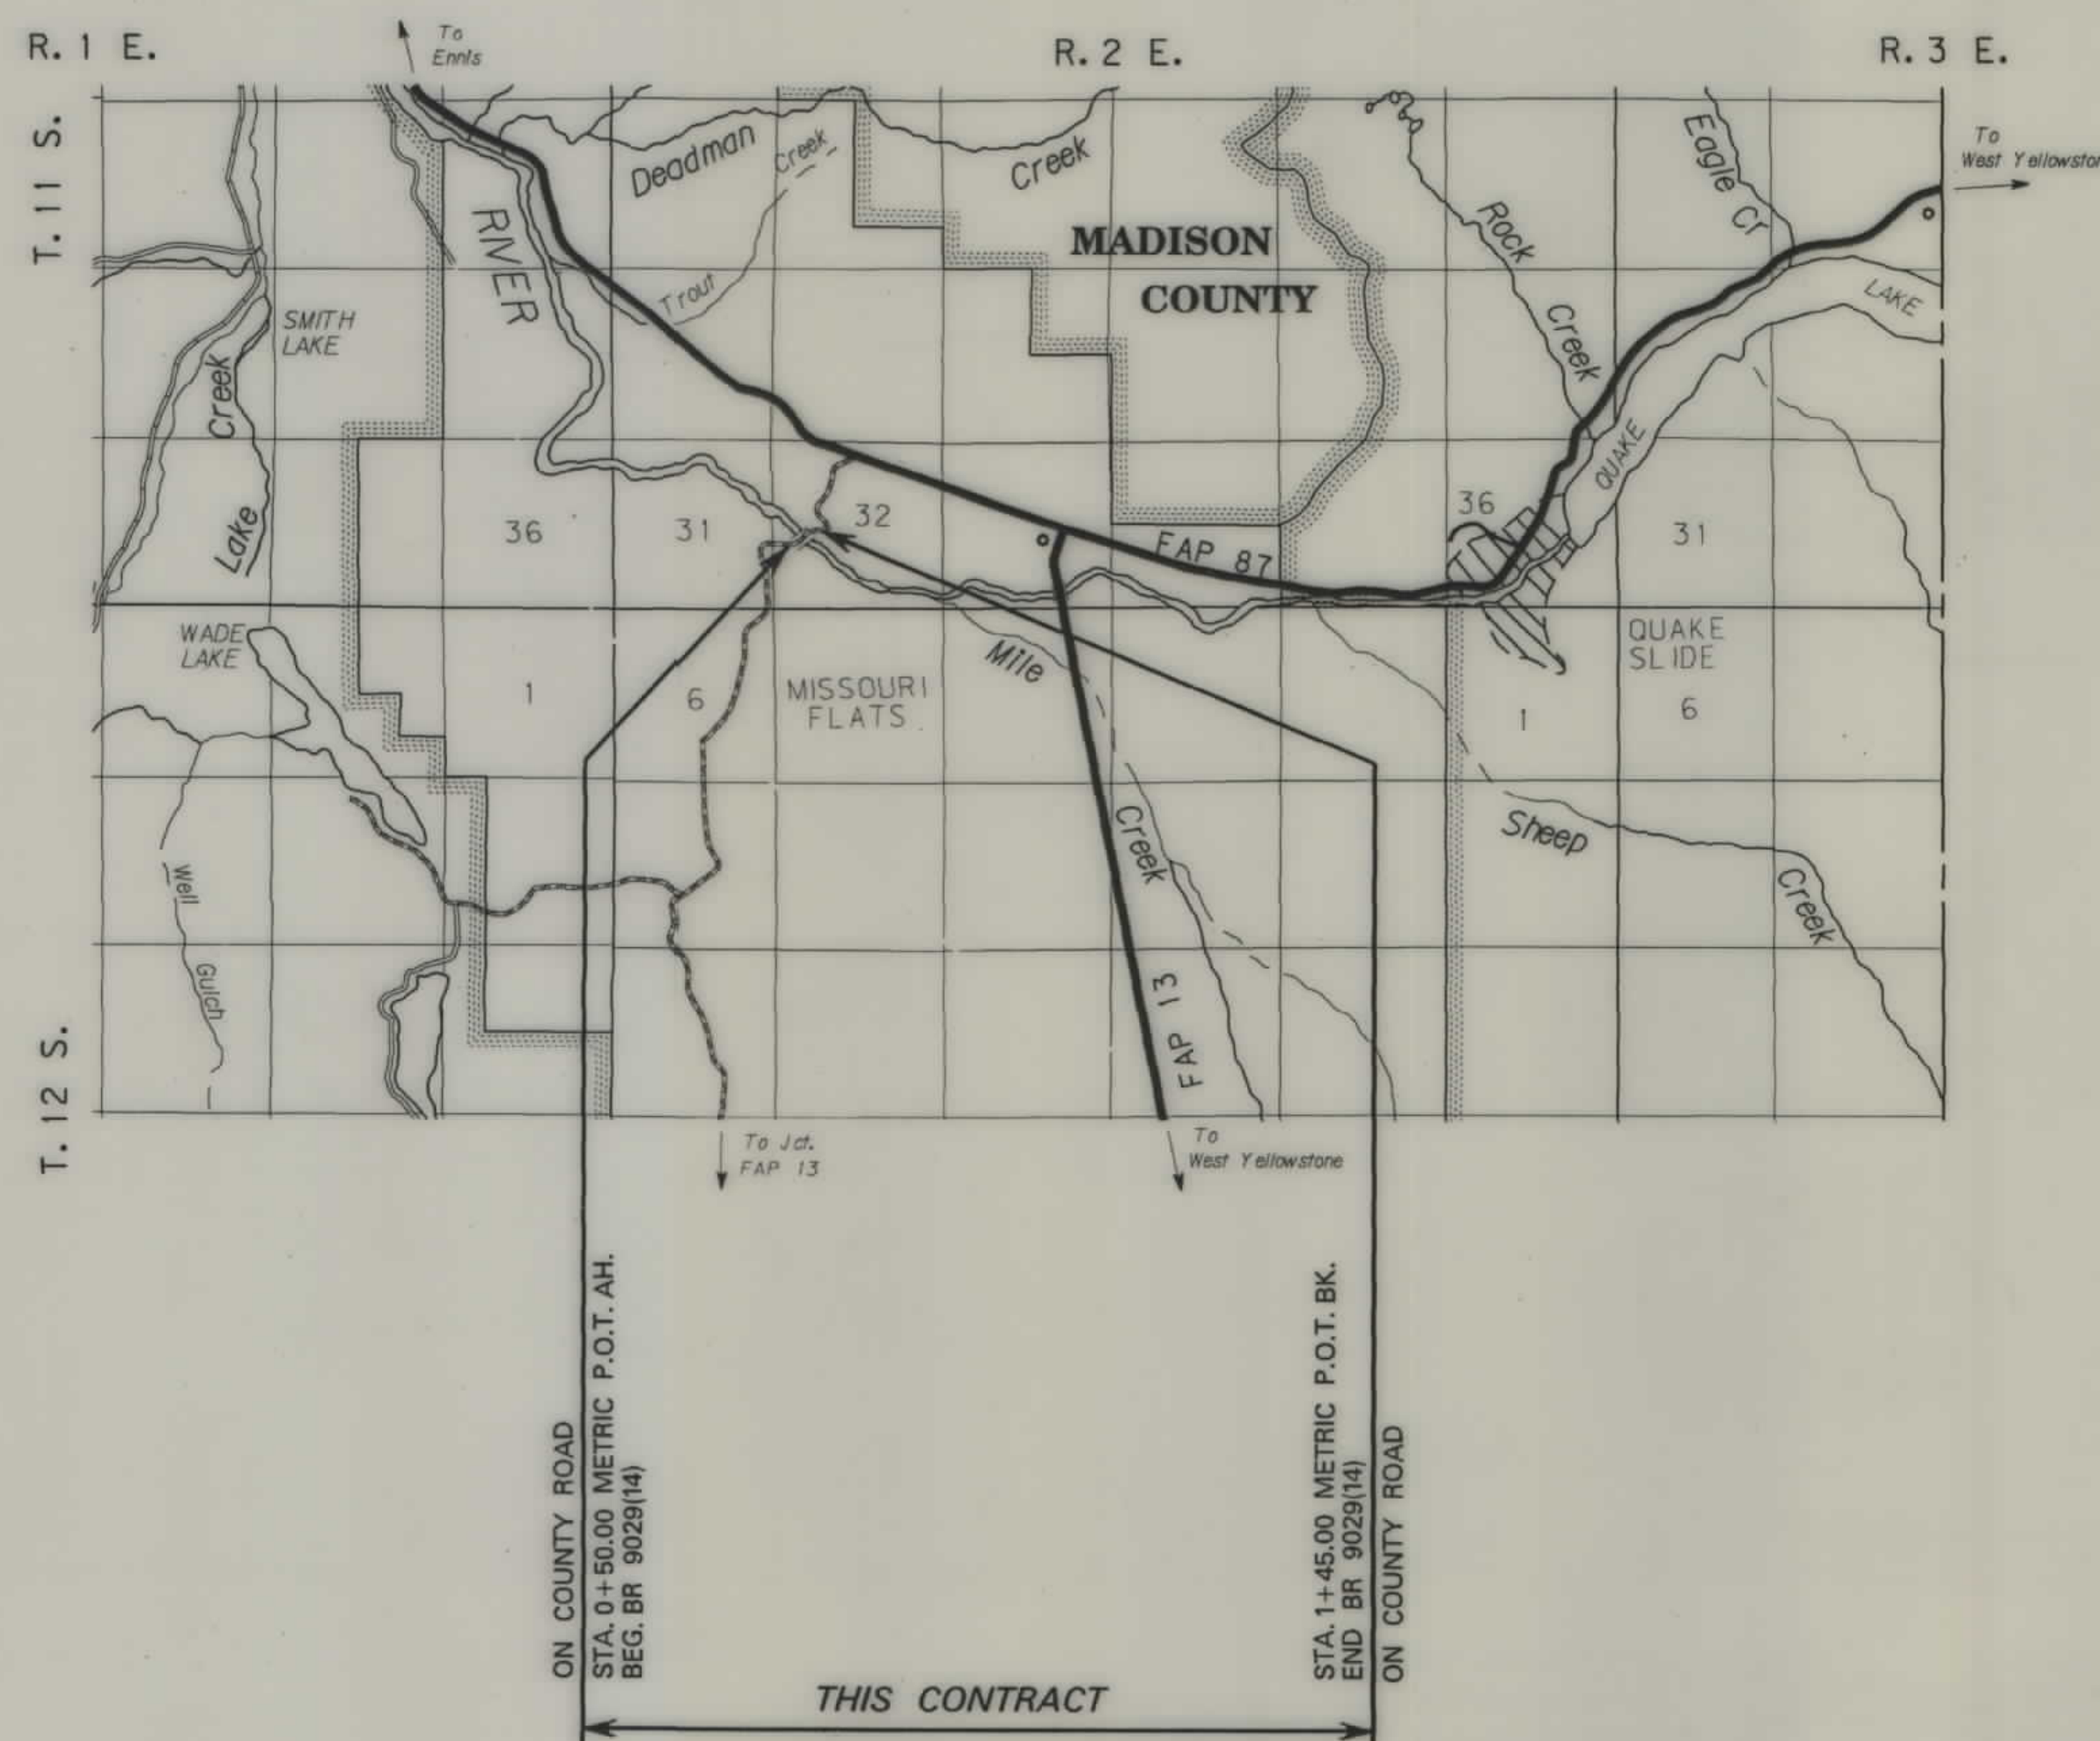 R. 1 E.
To
Ennis
R. 2 E.
R. 3 E.
T. 11 S.
To
West Yellowston
Deadman
Creek
Trout
Creek
MADISON
COUNTY
Rock
Creek
Eagle Cr
RIVER
SMITH
LAKE
Lake
Creek
QUAKE
LAKE
36
31
32
36
31
FAP 87
WADE
LAKE
1
6
MISSOURI
FLATS
Mile
Creek
QUAKE
SLIDE
1
6
Sheep
Creek
Well
Gulch
FAP 13
T. 12 S.
To Jct.
FAP 13
To
West Yellowstone
ON COUNTY ROAD
STA. 0+50.00 METRIC P.O.T. AH.
BEG. BR 9029(14)
STA. 1+45.00 METRIC P.O.T. BK.
END BR 9029(14)
ON COUNTY ROAD
THIS CONTRACT